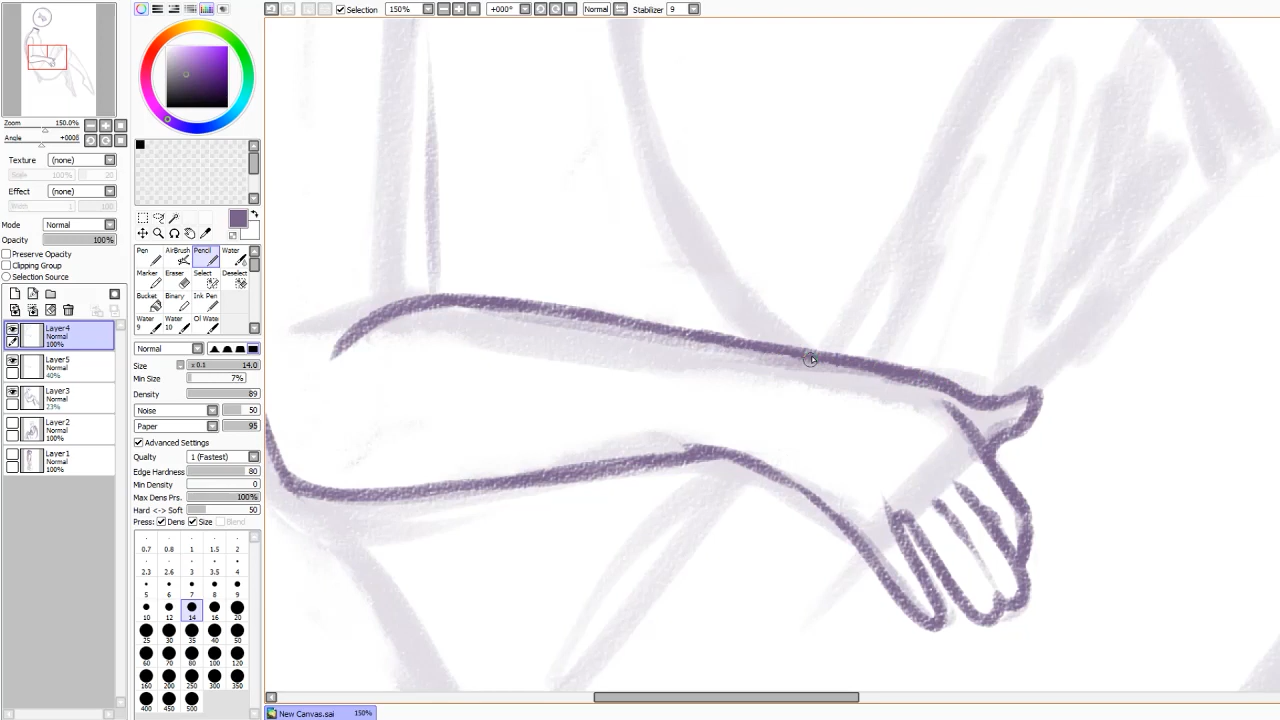 Selection 150% +000° Normal Stabilizer 9
Zoom 150.0%
Angle +000δ
Texture (none)
Scale 100% 20
Effect (none)
Width 1 100
Mode Normal
Opacity 100%
Preserve Opacity
Clipping Group
Selection Source
Layer4
Normal
100%
Layer5
Normal
40%
Layer3
Normal
23%
Layer2
Normal
100%
Layer1
Normal
100%
Pen AirBrush Pencil Water
Marker Eraser Select Deselect
Bucket Binary Ink Pen
Water 9 Water 10 Oil Wate
Normal
Size x 0.1 14.0
Min Size 7%
Density 89
Noise 50
Paper 95
Advanced Settings
Qualty 1 (Fastest)
Edge Hardness 80
Min Density 0
Max Dens Prs. 100%
Hard <-> Soft 50
Press: Dens Size Blend
0.7 0.8 1 1.5 2
2.3 2.6 3 3.5 4
5 6 7 8 9
10 12 14 16 20
25 30 35 40 50
60 70 80 100 120
160 200 250 300 350
400 450 500
New Canvas.sai 150%